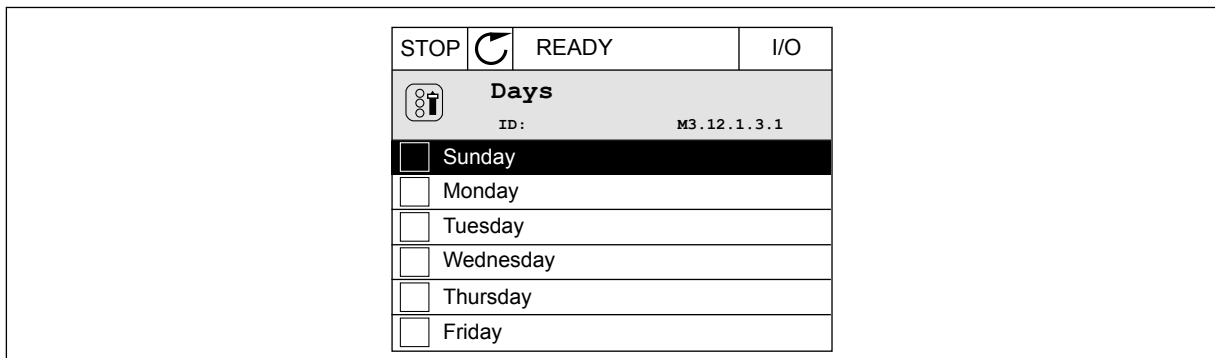 STOP READY I/O
Days
ID: M3.12.1.3.1
Sunday
Monday
Tuesday
Wednesday
Thursday
Friday